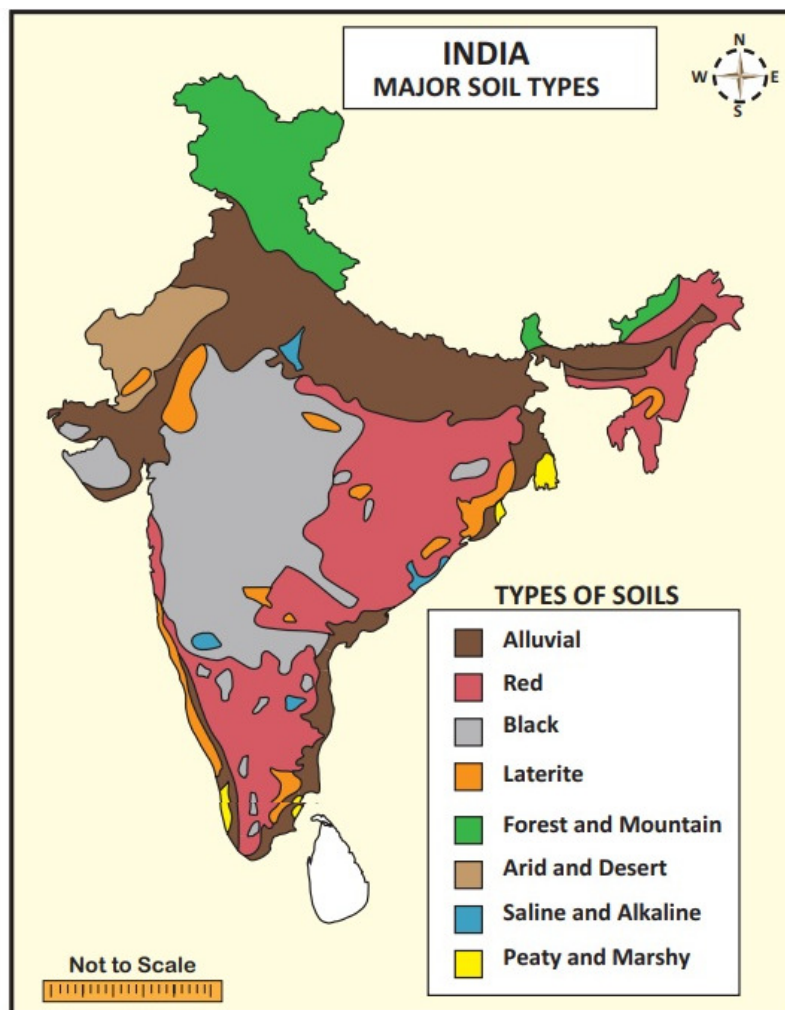 INDIA
MAJOR SOIL TYPES
N
W E
S
TYPES OF SOILS
Alluvial
Red
Black
Laterite
Forest and Mountain
Arid and Desert
Saline and Alkaline
Peaty and Marshy
Not to Scale